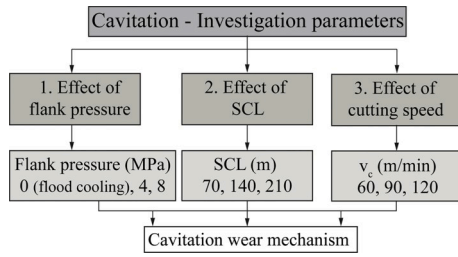 Cavitation - Investigation parameters
1. Effect of
flank pressure
2. Effect of
SCL
3. Effect of
cutting speed
Flank pressure (MPa)
0 (flood cooling), 4, 8
SCL (m)
70, 140, 210
v_c (m/min)
60, 90, 120
Cavitation wear mechanism